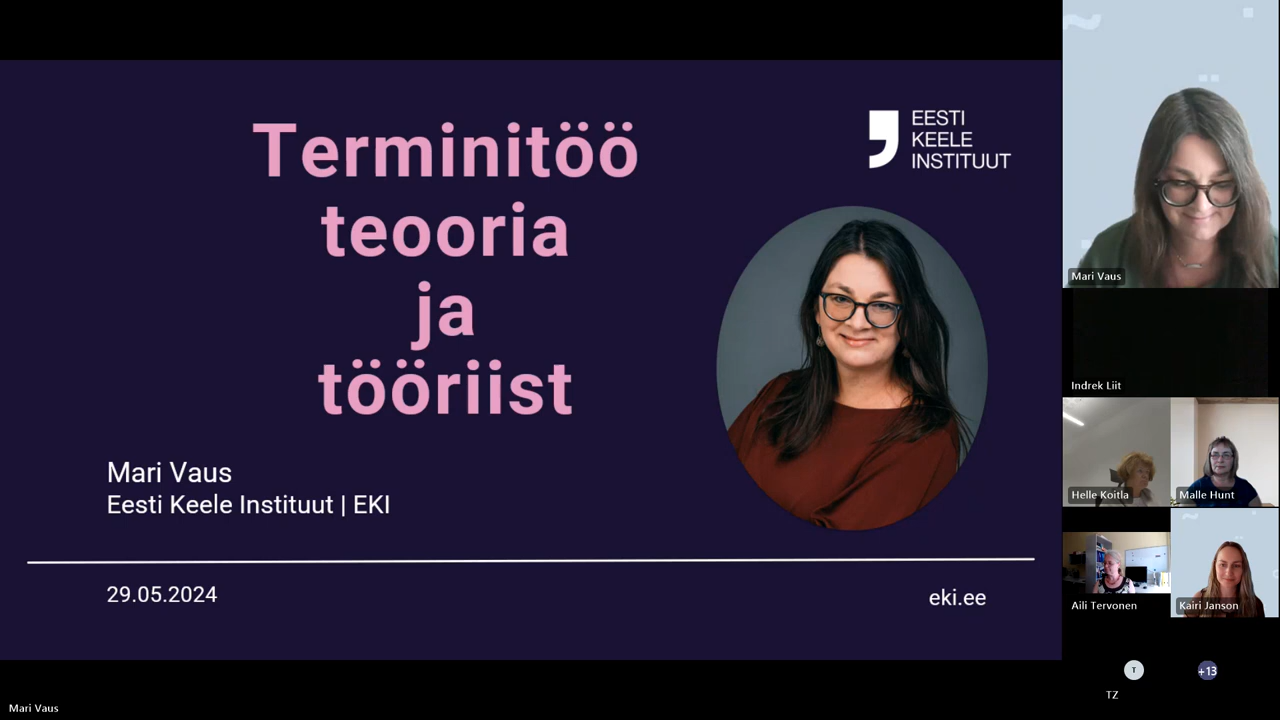 Terminitöö
teooria
ja
tööriist
EESTI
KEELE
INSTITUUT
Mari Vaus
Eesti Keele Instituut | EKI
29.05.2024
eki.ee
Mari Vaus
Mari Vaus
Indrek Liit
Helle Koitla
Malle Hunt
Aili Tervonen
Kairi Janson
T
+13
TZ